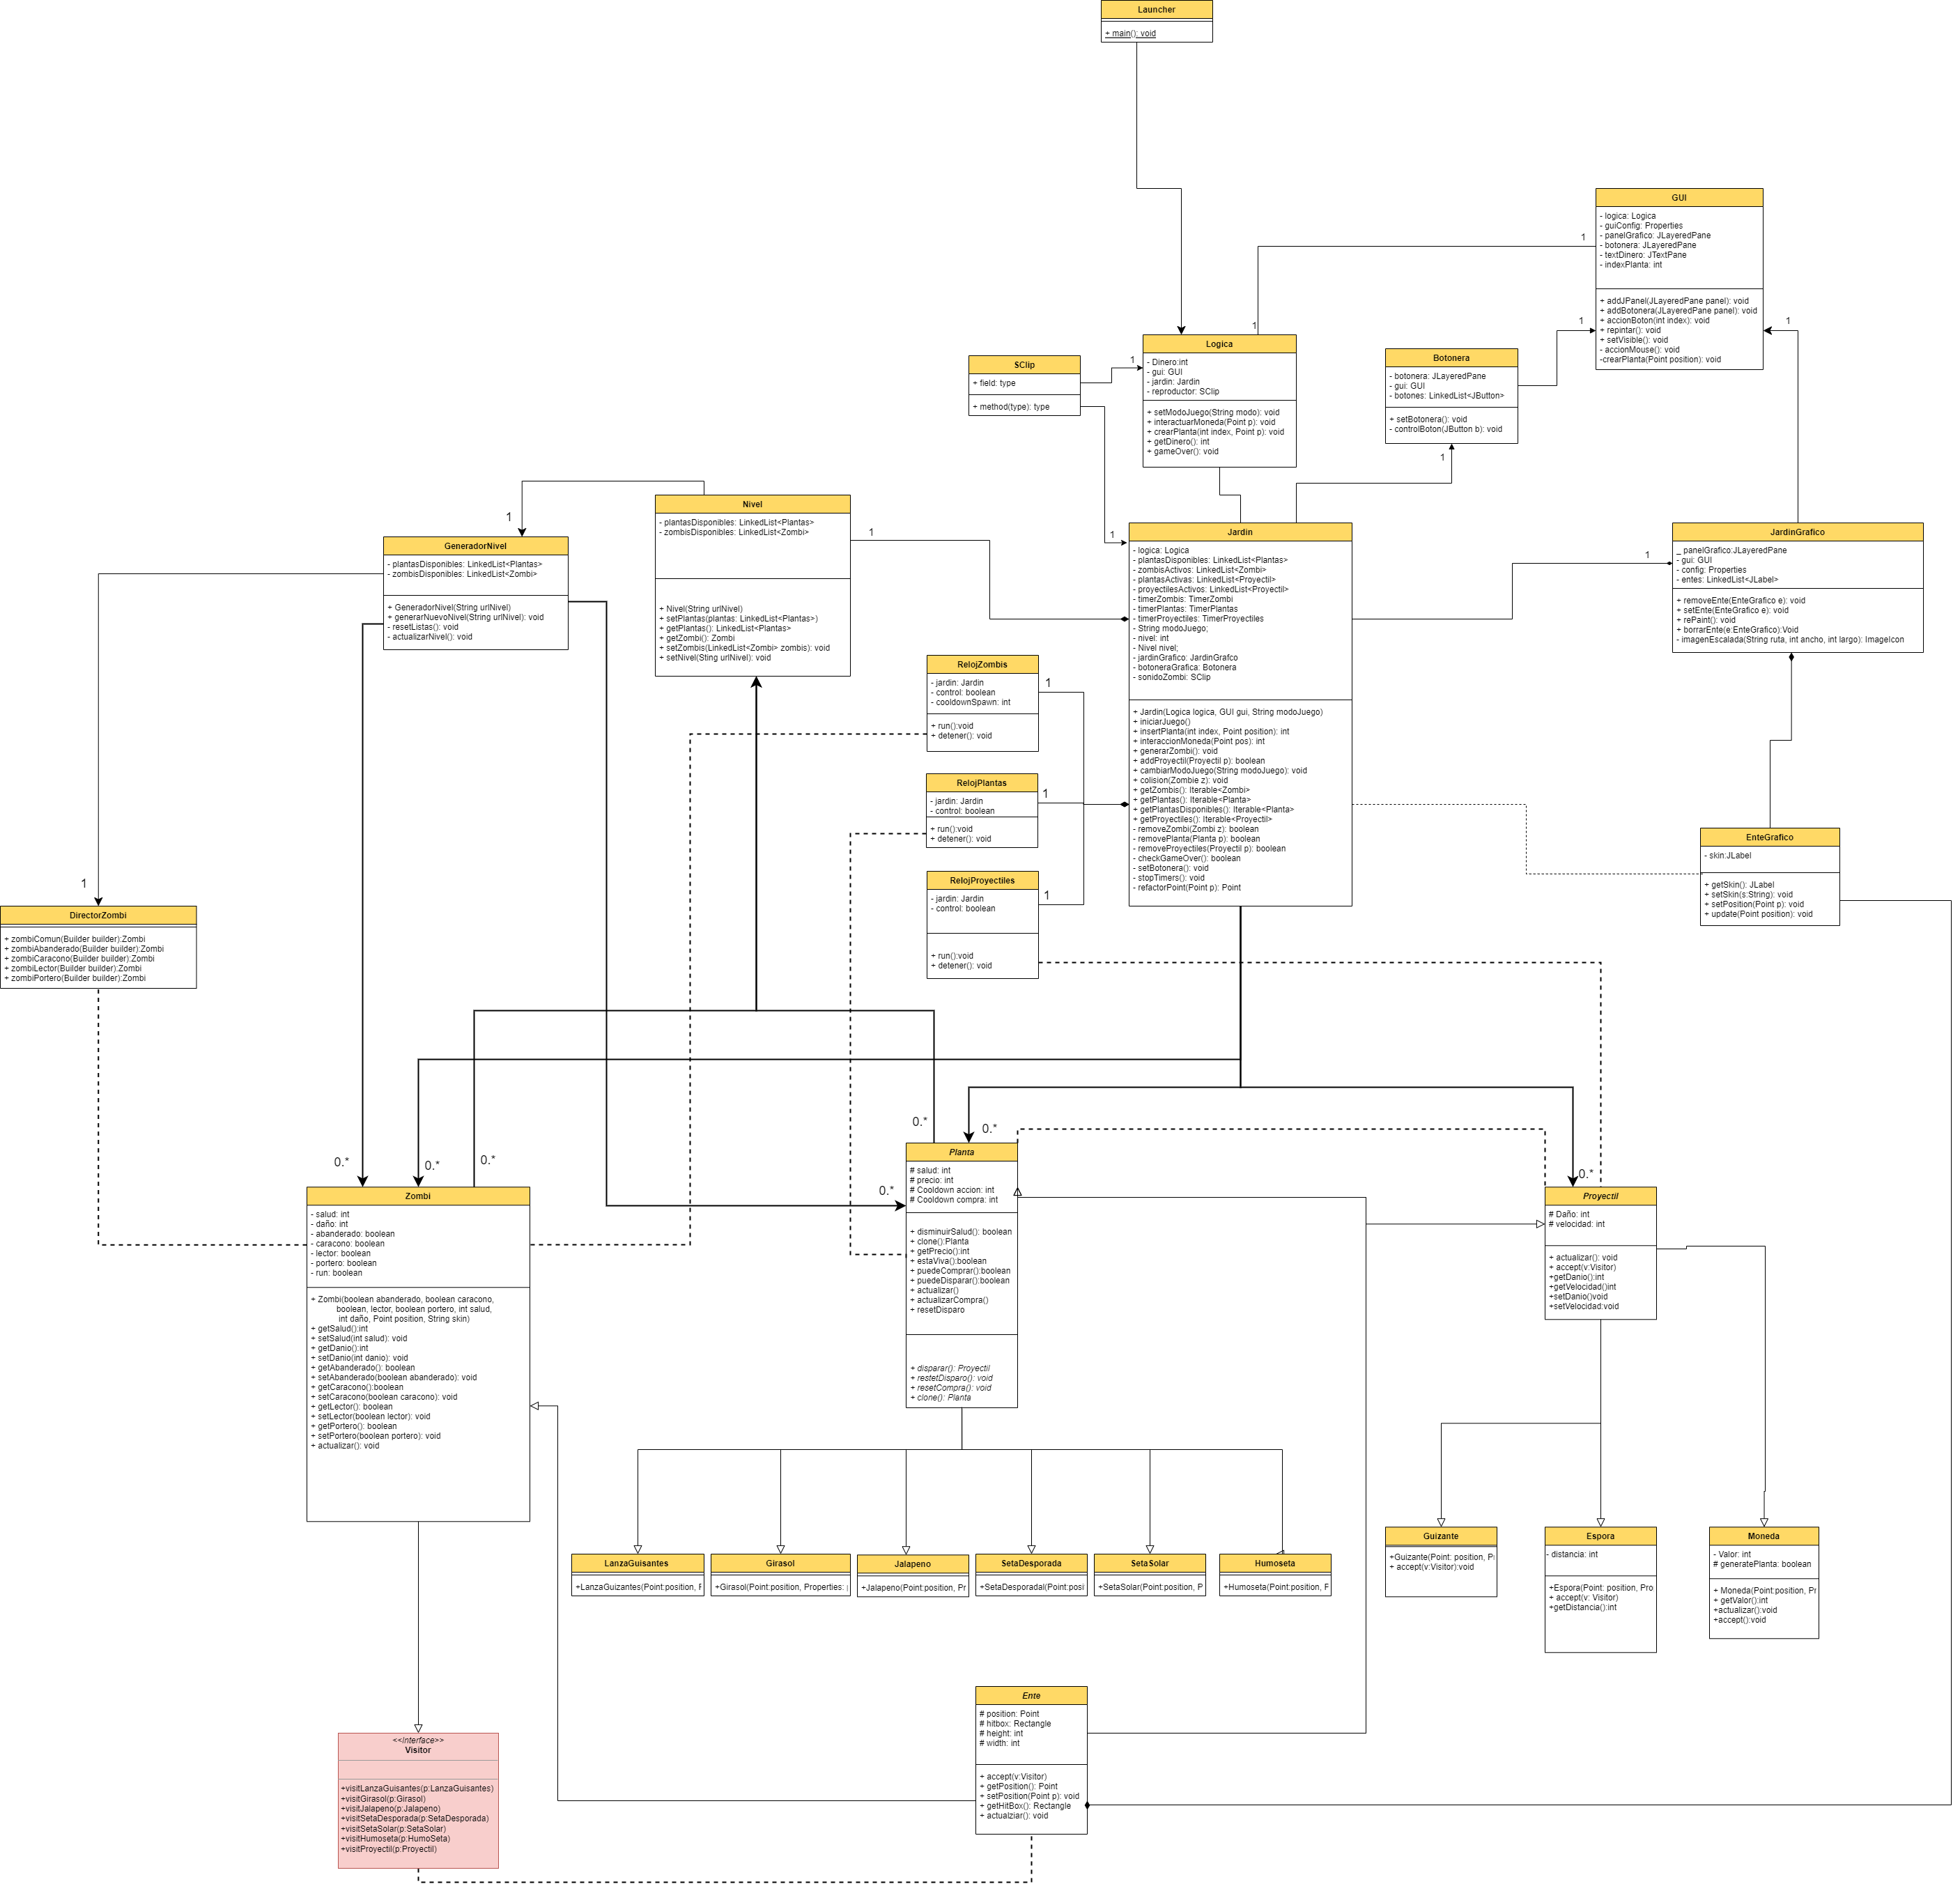 Launcher
+ main(): void
GUI
- logica: Logica
- guiConfig: Properties
- panelGrafico: JLayeredPane
- botonera: JLayeredPane
- textDinero: JTextPane
- indexPlanta: int
+ addJPanel(JLayeredPane panel): void
+ addBotonera(JLayeredPane panel): void
+ accionBoton(int index): void
+ repintar(): void
+ setVisible(): void
- accionMouse(): void
-crearPlanta(Point position): void
1
1
1
1
Logica
- Dinero:int
- gui: GUI
- jardin: Jardin
- reproductor: SClip
+ setModoJuego(String modo): void
+ interactuarMoneda(Point p): void
+ crearPlanta(int index, Point p): void
+ getDinero(): int
+ gameOver(): void
SClip
+ field: type
+ method(type): type
1
1
Botonera
- botonera: JLayeredPane
- gui: GUI
- botones: LinkedList<JButton>
+ setBotonera(): void
- controlBoton(JButton b): void
1
Nivel
- plantasDisponibles: LinkedList<Plantas>
- zombisDisponibles: LinkedList<Zombi>
+ Nivel(String urlNivel)
+ setPlantas(plantas: LinkedList<Plantas>)
+ getPlantas(): LinkedList<Plantas>
+ getZombi(): Zombi
+ setZombis(LinkedList<Zombi> zombis): void
+ setNivel(Sting urlNivel): void
1
1
GeneradorNivel
- plantasDisponibles: LinkedList<Plantas>
- zombisDisponibles: LinkedList<Zombi>
+ GeneradorNivel(String urlNivel)
+ generarNuevoNivel(String urlNivel): void
- resetListas(): void
- actualizarNivel(): void
Jardin
- logica: Logica
- plantasDisponibles: LinkedList<Plantas>
- zombisActivos: LinkedList<Zombi>
- plantasActivas: LinkedList<Proyectil>
- proyectilesActivos: LinkedList<Proyectil>
- timerZombis: TimerZombi
- timerPlantas: TimerPlantas
- timerProyectiles: TimerProyectiles
- String modoJuego;
- nivel: int
- Nivel nivel;
- jardinGrafico: JardinGrafco
- botoneraGrafica: Botonera
- sonidoZombi: SClip
+ Jardin(Logica logica, GUI gui, String modoJuego)
+ iniciarJuego()
+ insertPlanta(int index, Point position): int
+ interaccionMoneda(Point pos): int
+ generarZombi(): void
+ addProyectil(Proyectil p): boolean
+ cambiarModoJuego(String modoJuego): void
+ colision(Zombie z): void
+ getZombis(): Iterable<Zombi>
+ getPlantas(): Iterable<Planta>
+ getPlantasDisponibles(): Iterable<Planta>
+ getProyectiles(): Iterable<Proyectil>
- removeZombi(Zombi z): boolean
- removePlanta(Planta p): boolean
- removeProyectiles(Proyectil p): boolean
- checkGameOver(): boolean
- setBotonera(): void
- stopTimers(): void
- refactorPoint(Point p): Point
JardinGrafico
_ panelGrafico:JLayeredPane
- gui: GUI
- config: Properties
- entes: LinkedList<JLabel>
+ removeEnte(EnteGrafico e): void
+ setEnte(EnteGrafico e): void
+ rePaint(): void
+ borrarEnte(e:EnteGrafico):Void
- imagenEscalada(String ruta, int ancho, int largo): ImageIcon
1
RelojZombis
- jardin: Jardin
- control: boolean
- cooldownSpawn: int
+ run():void
+ detener(): void
1
RelojPlantas
- jardin: Jardin
- control: boolean
+ run():void
+ detener(): void
1
RelojProyectiles
- jardin: Jardin
- control: boolean
+ run():void
+ detener(): void
1
EnteGrafico
- skin:JLabel
+ getSkin(): JLabel
+ setSkin(s:String): void
+ setPosition(Point p): void
+ update(Point position): void
1
DirectorZombi
+ zombiComun(Builder builder):Zombi
+ zombiAbanderado(Builder builder):Zombi
+ zombiCaracono(Builder builder):Zombi
+ zombiLector(Builder builder):Zombi
+ zombiPortero(Builder builder):Zombi
0.*
0.*
0.*
0.*
0.*
0.*
0.*
Zombi
- salud: int
- daño: int
- abanderado: boolean
- caracono: boolean
- lector: boolean
- portero: boolean
- run: boolean
+ Zombi(boolean abanderado, boolean caracono,
boolean, lector, boolean portero, int salud,
int daño, Point position, String skin)
+ getSalud():int
+ setSalud(int salud): void
+ getDanio():int
+ setDanio(int danio): void
+ getAbanderado(): boolean
+ setAbanderado(boolean abanderado): void
+ getCaracono():boolean
+ setCaracono(boolean caracono): void
+ getLector(): boolean
+ setLector(boolean lector): void
+ getPortero(): boolean
+ setPortero(boolean portero): void
+ actualizar(): void
Planta
# salud: int
# precio: int
# Cooldown accion: int
# Cooldown compra: int
+ disminuirSalud(): boolean
+ clone():Planta
+ getPrecio():int
+ estaViva():boolean
+ puedeComprar():boolean
+ puedeDisparar():boolean
+ actualizar()
+ actualizarCompra()
+ resetDisparo
+ disparar(): Proyectil
+ restetDisparo(): void
+ resetCompra(): void
+ clone(): Planta
Proyectil
# Daño: int
# velocidad: int
+ actualizar(): void
+ accept(v:Visitor)
+getDanio():int
+getVelocidad()int
+setDanio()void
+setVelocidad:void
LanzaGuisantes
+LanzaGuizantes(Point:position, F
Girasol
+Girasol(Point:position, Properties:
Jalapeno
+Jalapeno(Point:position, Pr
SetaDesporada
+SetaDesporadal(Point:posi
SetaSolar
+SetaSolar(Point:position, P
Humoseta
+Humoseta(Point:position, F
Guizante
+Guizante(Point: position, P
+ accept(v:Visitor):void
Espora
- distancia: int
+Espora(Point: position, Pro
+ accept(v: Visitor)
+getDistancia():int
Moneda
- Valor: int
# generatePlanta: boolean
+ Moneda(Point:position, Pr
+ getValor():int
+actualizar():void
+accept():void
Ente
# position: Point
# hitbox: Rectangle
# height: int
# width: int
+ accept(v:Visitor)
+ getPosition(): Point
+ setPosition(Point p): void
+ getHitBox(): Rectangle
+ actualziar(): void
<<Interface>>
Visitor
+visitLanzaGuisantes(p:LanzaGuisantes)
+visitGirasol(p:Girasol)
+visitJalapeno(p:Jalapeno)
+visitSetaDesporada(p:SetaDesporada)
+visitSetaSolar(p:SetaSolar)
+visitHumoseta(p:HumoSeta)
+visitProyectil(p:Proyectil)